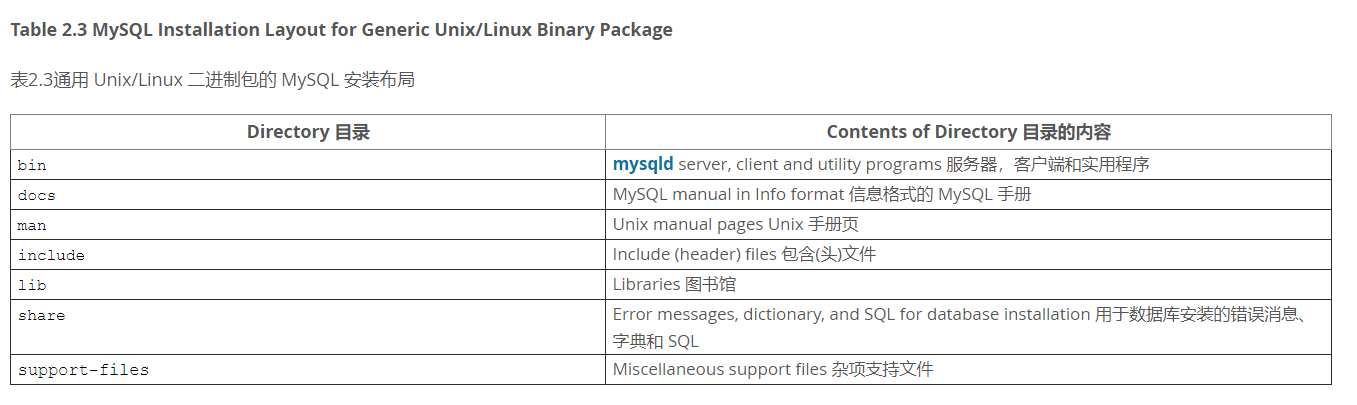 Table 2.3 MySQL Installation Layout for Generic Unix/Linux Binary Package
表2.3通用 Unix/Linux 二进制包的 MySQL 安装布局
Directory 目录 Contents of Directory 目录的内容
bin mysqld server, client and utility programs 服务器，客户端和实用程序
docs MySQL manual in Info format 信息格式的 MySQL 手册
man Unix manual pages Unix 手册页
include Include (header) files 包含(头)文件
lib Libraries 图书馆
share Error messages, dictionary, and SQL for database installation 用于数据库安装的错误消息、
字典和 SQL
support-files Miscellaneous support files 杂项支持文件